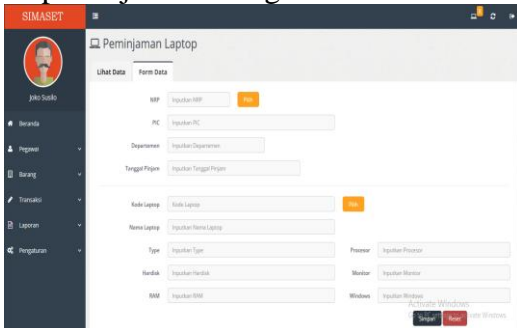 SIMASET
Peminjaman Laptop
Lihat Data Form Data
Joko Susilo
Beranda
Pegawai
Barang
Transaksi
Laporan
Pengaturan
NRP Inputkan NRP Pilih
PIC Inputkan PIC
Departemen Inputkan Departemen
Tanggal Pinjam Inputkan Tanggal Pinjam
Kode Laptop Kode Laptop Pilih
Nama Laptop Inputkan Nama Laptop
Type Inputkan Type Processor Inputkan Processor
Hardisk Inputkan Hardisk Monitor Inputkan Monitor
RAM Inputkan RAM Windows Inputkan Windows
Activate Windows
Simpan Reset